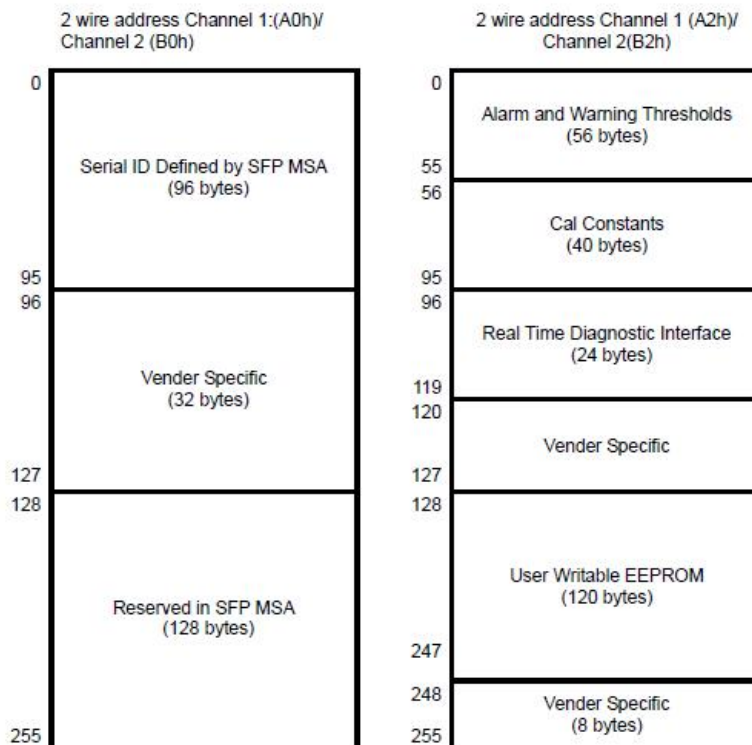 2 wire address Channel 1:(A0h)/
Channel 2 (B0h)
0
Serial ID Defined by SFP MSA
(96 bytes)
95
96
Vender Specific
(32 bytes)
127
128
Reserved in SFP MSA
(128 bytes)
255
2 wire address Channel 1 (A2h)/
Channel 2(B2h)
0
Alarm and Warning Thresholds
(56 bytes)
55
56
Cal Constants
(40 bytes)
95
96
Real Time Diagnostic Interface
(24 bytes)
119
120
Vender Specific
127
128
User Writable EEPROM
(120 bytes)
247
248
Vender Specific
(8 bytes)
255